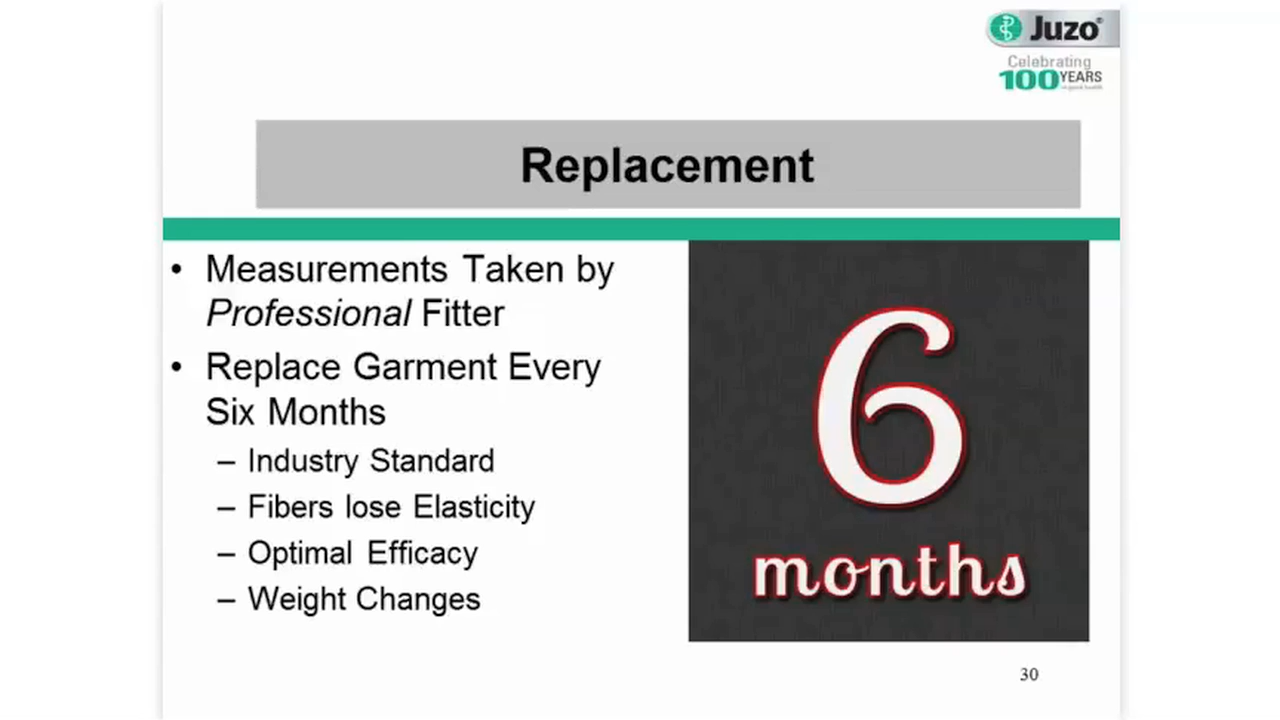 Juzo®
Celebrating
100 YEARS
Replacement
• Measurements Taken by
Professional Fitter
• Replace Garment Every
Six Months
– Industry Standard
– Fibers lose Elasticity
– Optimal Efficacy
– Weight Changes
6
months
30